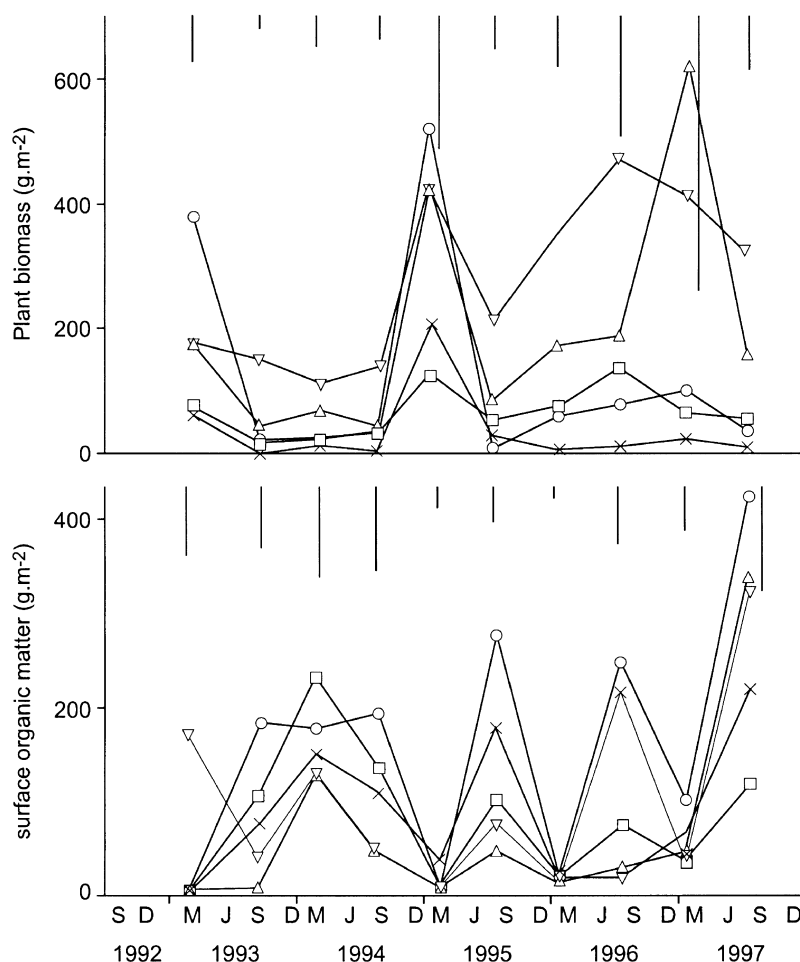 Plant biomass (g.m-2)
600
400
200
0
surface organic matter (g.m-2)
400
200
0
S D M J S D M J S D M J S D M J S D M J S D
1992 1993 1994 1995 1996 1997